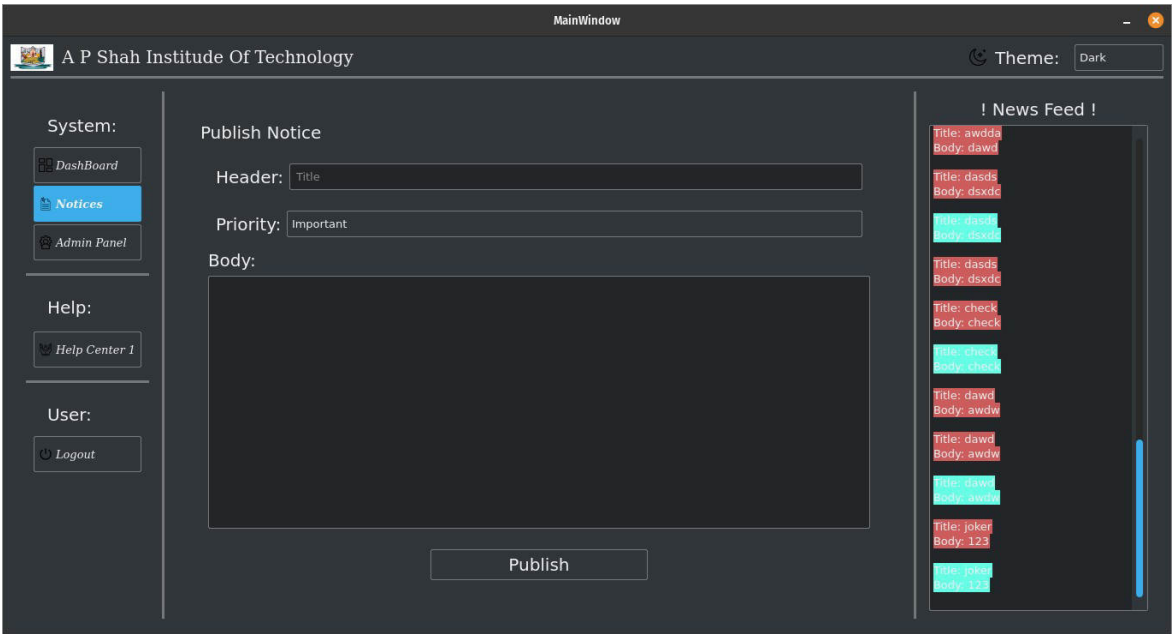 MainWindow
A P Shah Institude Of Technology
Theme: Dark
System:
DashBoard
Notices
Admin Panel
Help:
Help Center 1
User:
Logout
Publish Notice
Header: Title
Priority: Important
Body:
Publish
! News Feed !
Title: awdda
Body: dawd
Title: dasds
Body: dsxdc
Title: dasds
Body: dsxdc
Title: dasds
Body: dsxdc
Title: check
Body: check
Title: check
Body: check
Title: dawd
Body: awdw
Title: dawd
Body: awdw
Title: dawd
Body: awdw
Title: joker
Body: 123
Title: joker
Body: 123